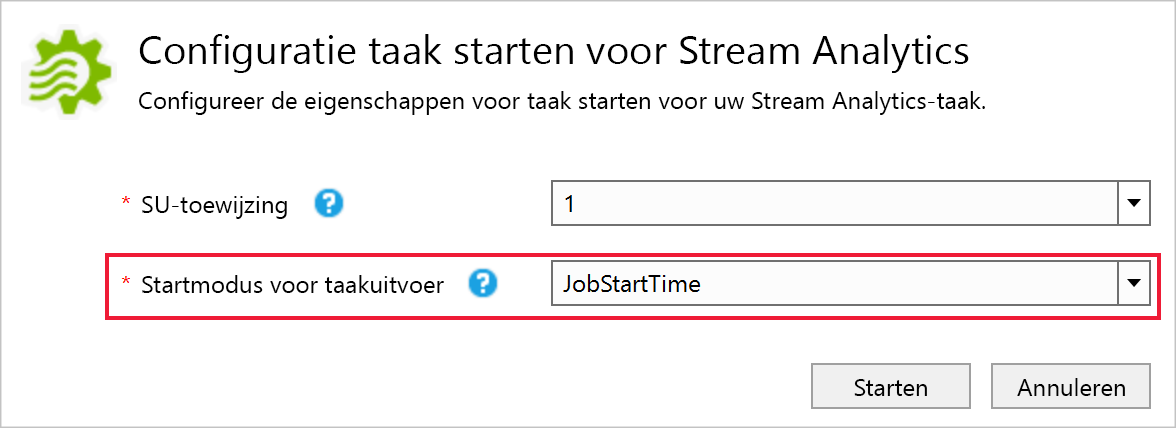 Configuratie taak starten voor Stream Analytics
Configureer de eigenschappen voor taak starten voor uw Stream Analytics-taak.
* SU-toewijzing ? 1
* Startmodus voor taakuitvoer ? JobStartTime
Starten Annuleren